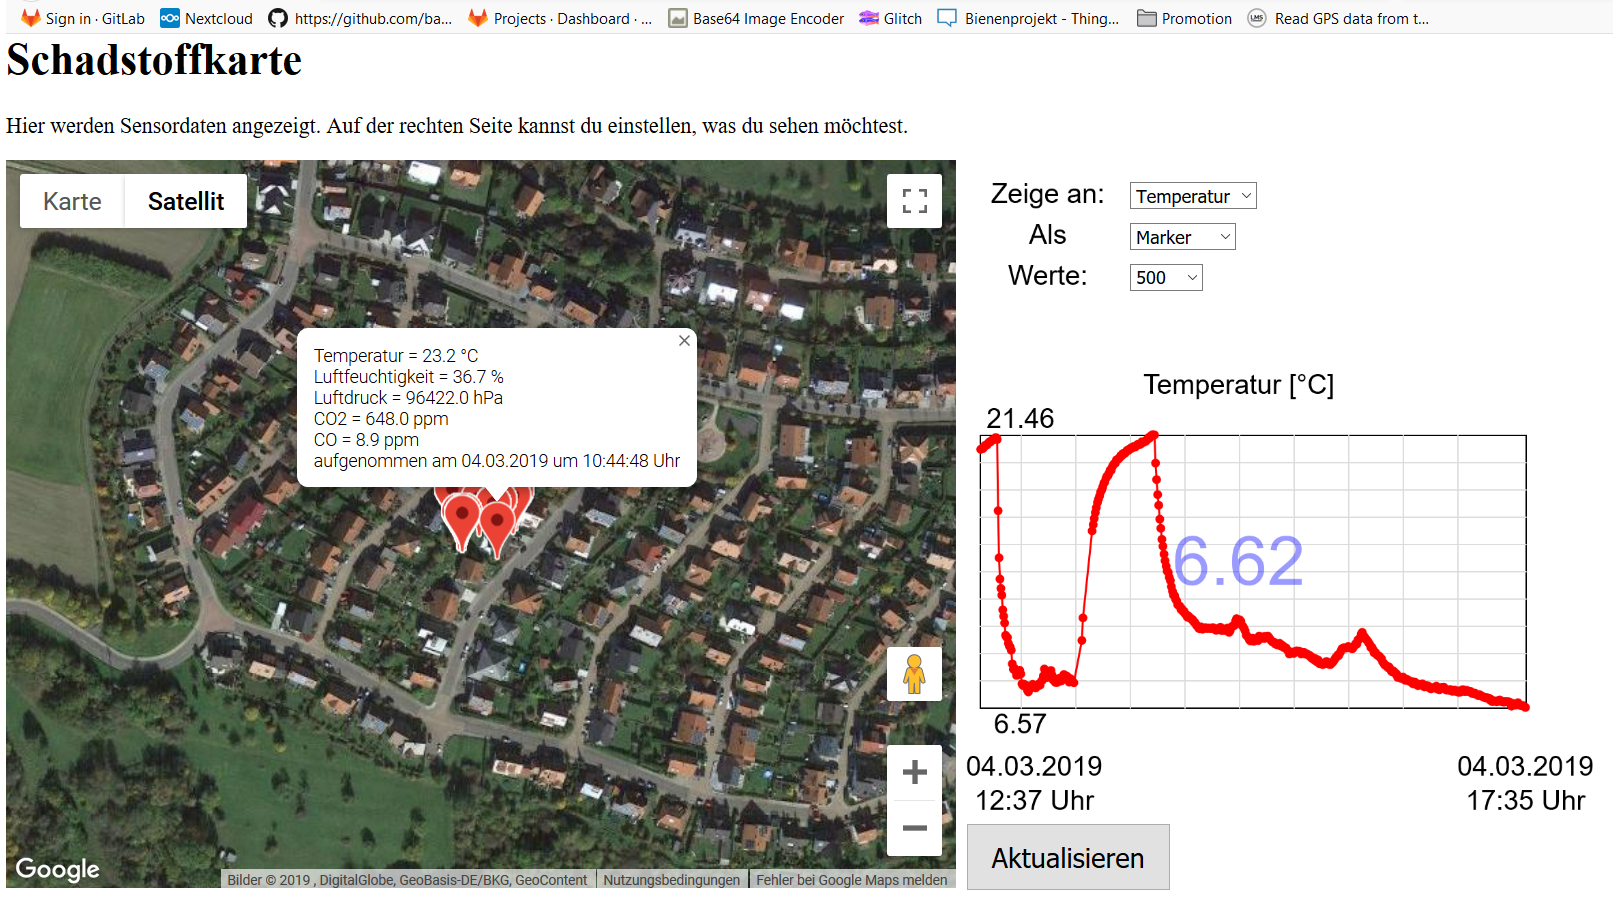 Sign in · GitLab Nextcloud https://github.com/ba... Projects · Dashboard · ... Base64 Image Encoder Glitch Bienenprojekt - Thing... Promotion LMS Read GPS data from t...
Schadstoffkarte
Hier werden Sensordaten angezeigt. Auf der rechten Seite kannst du einstellen, was du sehen möchtest.
Karte Satellit
Temperatur = 23.2 °C
Luftfeuchtigkeit = 36.7 %
Luftdruck = 96422.0 hPa
CO2 = 648.0 ppm
CO = 8.9 ppm
aufgenommen am 04.03.2019 um 10:44:48 Uhr
Google
Bilder © 2019 , DigitalGlobe, GeoBasis-DE/BKG, GeoContent Nutzungsbedingungen Fehler bei Google Maps melden
Zeige an: Temperatur
Als Marker
Werte: 500
Temperatur [°C]
21.46
6.62
6.57
04.03.2019 04.03.2019
12:37 Uhr 17:35 Uhr
Aktualisieren